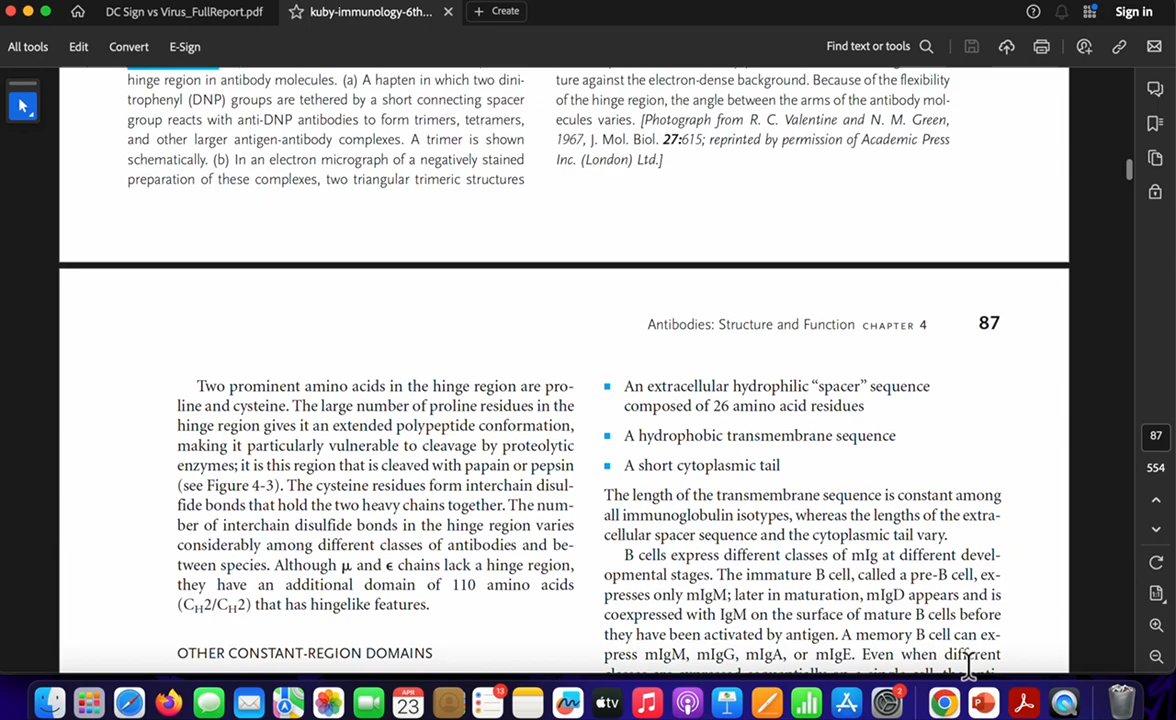 DC Sign vs Virus_FullReport.pdf
kuby-immunology-6th...
Create
Sign in
All tools
Edit
Convert
E-Sign
Find text or tools
hinge region in antibody molecules. (a) A hapten in which two dini-
trophenyl (DNP) groups are tethered by a short connecting spacer
group reacts with anti-DNP antibodies to form trimers, tetramers,
and other larger antigen-antibody complexes. A trimer is shown
schematically. (b) In an electron micrograph of a negatively stained
preparation of these complexes, two triangular trimeric structures
ture against the electron-dense background. Because of the flexibility
of the hinge region, the angle between the arms of the antibody mol-
ecules varies. [Photograph from R. C. Valentine and N. M. Green,
1967, J. Mol. Biol. 27:615; reprinted by permission of Academic Press
Inc. (London) Ltd.]
Antibodies: Structure and Function CHAPTER 4 87
Two prominent amino acids in the hinge region are pro-
line and cysteine. The large number of proline residues in the
hinge region gives it an extended polypeptide conformation,
making it particularly vulnerable to cleavage by proteolytic
enzymes; it is this region that is cleaved with papain or pepsin
(see Figure 4-3). The cysteine residues form interchain disul-
fide bonds that hold the two heavy chains together. The num-
ber of interchain disulfide bonds in the hinge region varies
considerably among different classes of antibodies and be-
tween species. Although μ and ϵ chains lack a hinge region,
they have an additional domain of 110 amino acids
(CH2/CH2) that has hingelike features.
OTHER CONSTANT-REGION DOMAINS
An extracellular hydrophilic “spacer” sequence
composed of 26 amino acid residues
A hydrophobic transmembrane sequence
A short cytoplasmic tail
The length of the transmembrane sequence is constant among
all immunoglobulin isotypes, whereas the lengths of the extra-
cellular spacer sequence and the cytoplasmic tail vary.
B cells express different classes of mIg at different devel-
opmental stages. The immature B cell, called a pre-B cell, ex-
presses only mIgM; later in maturation, mIgD appears and is
coexpressed with IgM on the surface of mature B cells before
they have been activated by antigen. A memory B cell can ex-
press mIgM, mIgG, mIgA, or mIgE. Even when different
87
554
APR
23
13
tv
2